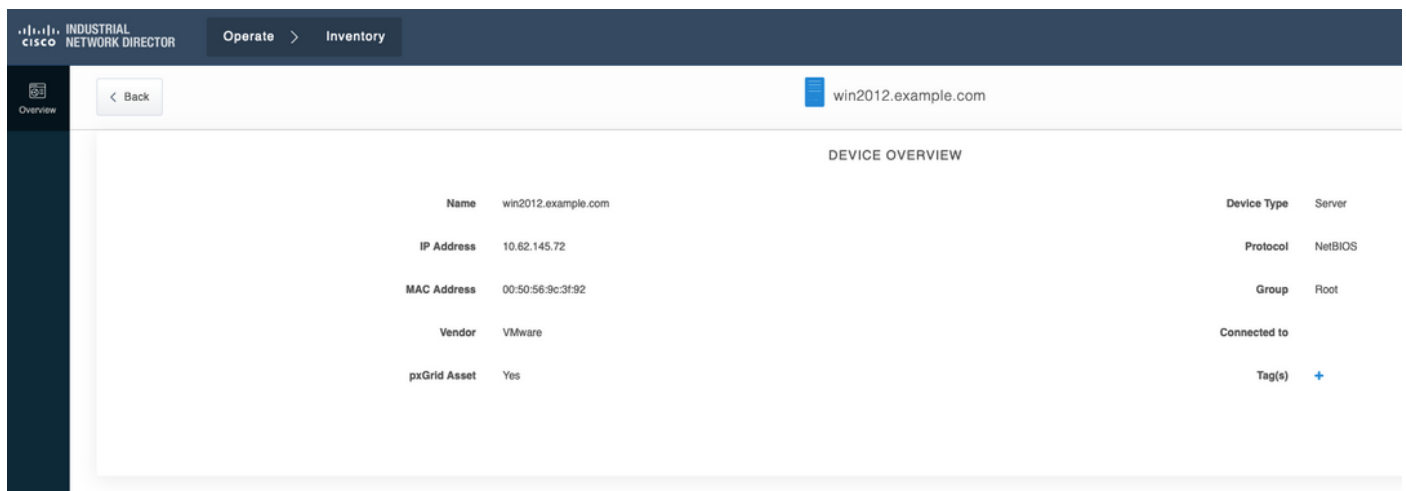 INDUSTRIAL
cisco NETWORK DIRECTOR
Operate > Inventory
Overview
< Back
win2012.example.com
DEVICE OVERVIEW
Name win2012.example.com
Device Type Server
IP Address 10.62.145.72
Protocol NetBIOS
MAC Address 00:50:56:9c:3f:92
Group Root
Vendor VMware
Connected to
pxGrid Asset Yes
Tag(s) +